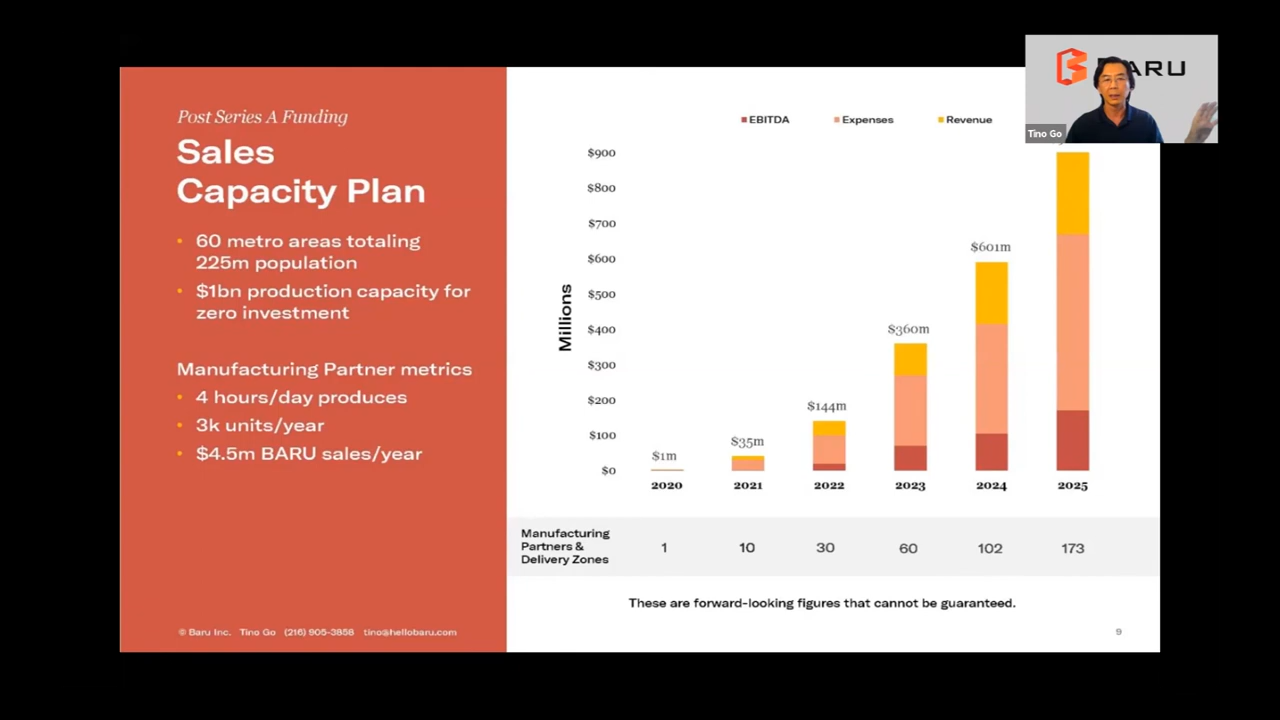 Post Series A Funding
Sales
Capacity Plan
• 60 metro areas totaling
225m population
• $1bn production capacity for
zero investment
Manufacturing Partner metrics
• 4 hours/day produces
• 3k units/year
• $4.5m BARU sales/year
© Baru Inc. Tino Go (216) 905-3858 tino@hellobaru.com
EBITDA Expenses Revenue
Millions
$900
$800
$700
$600
$500
$400
$300
$200
$100
$0
$1m
$35m
$144m
$360m
$601m
2020 2021 2022 2023 2024 2025
Manufacturing
Partners &
Delivery Zones
1 10 30 60 102 173
These are forward-looking figures that cannot be guaranteed.
9
BARU
Tino Go